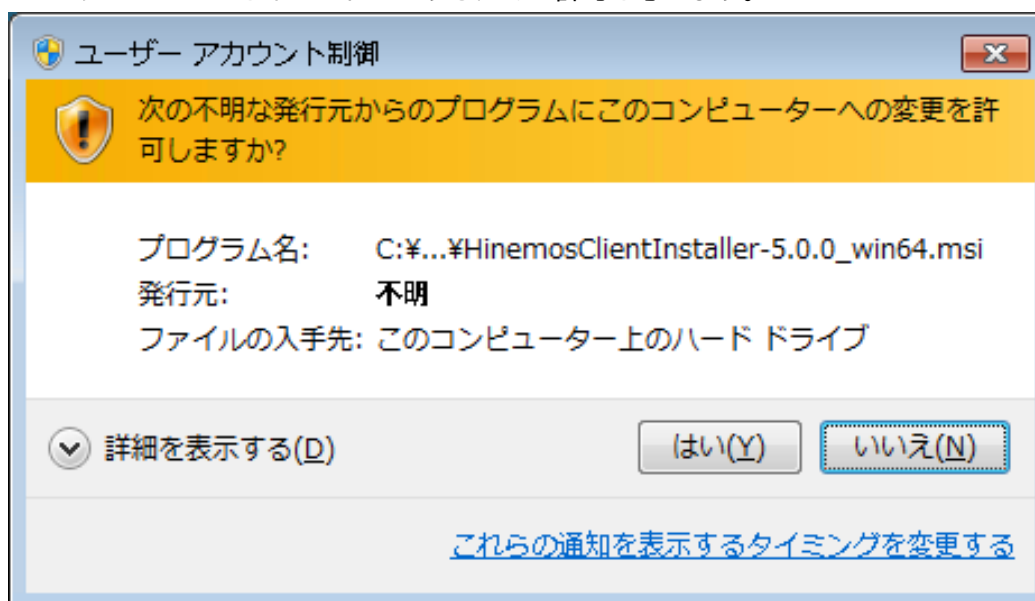 ユーザー アカウント制御
次の不明な発行元からのプログラムにこのコンピューターへの変更を許
可しますか?
プログラム名: C:¥...¥HinemosClientInstaller-5.0.0_win64.msi
発行元: 不明
ファイルの入手先: このコンピューター上のハード ドライブ
詳細を表示する(D) はい(Y) いいえ(N)
これらの通知を表示するタイミングを変更する